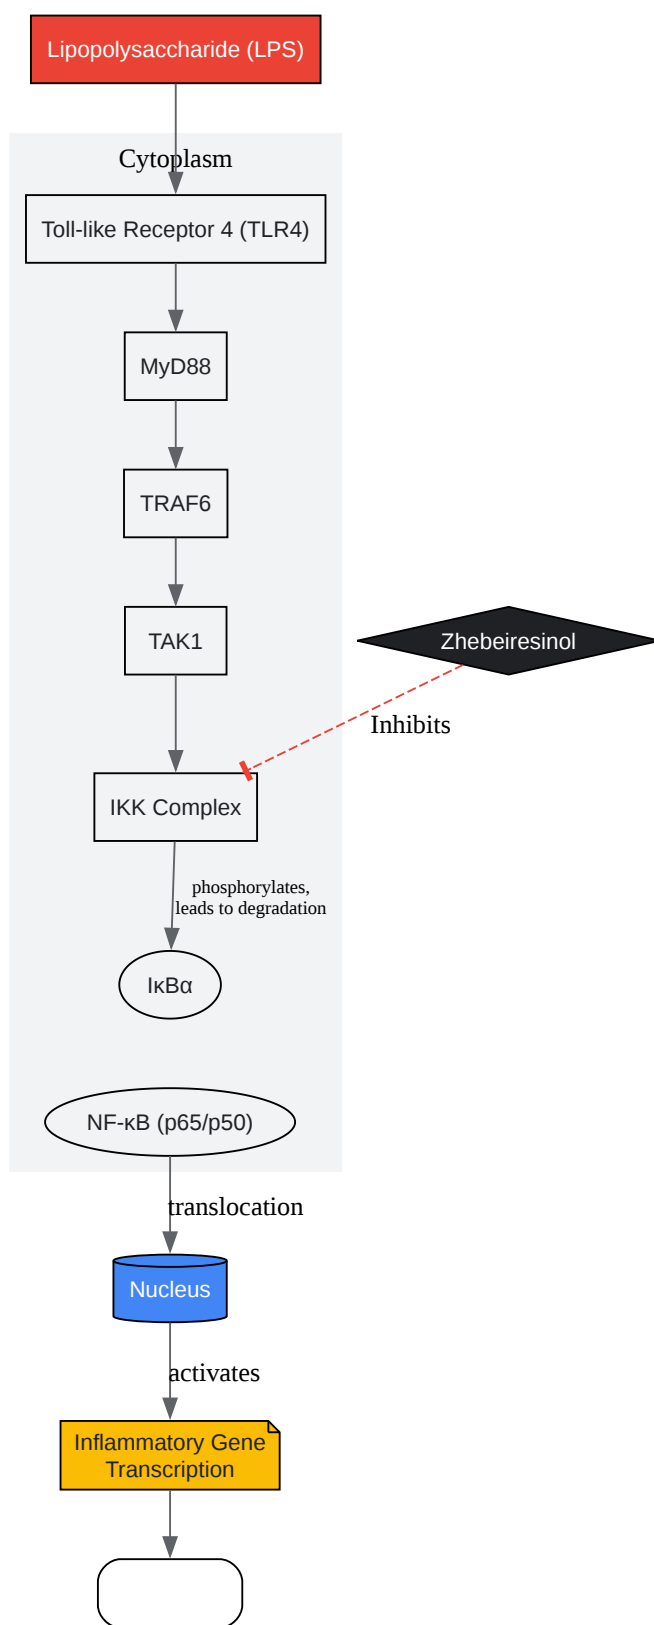 Lipopolysaccharide (LPS)
Cytoplasm
Toll-like Receptor 4 (TLR4)
MyD88
TRAF6
TAK1
Zhebeiresinol
Inhibits
IKK Complex
phosphorylates,
leads to degradation
IκBα
NF-κB (p65/p50)
translocation
Nucleus
activates
Inflammatory Gene
Transcription